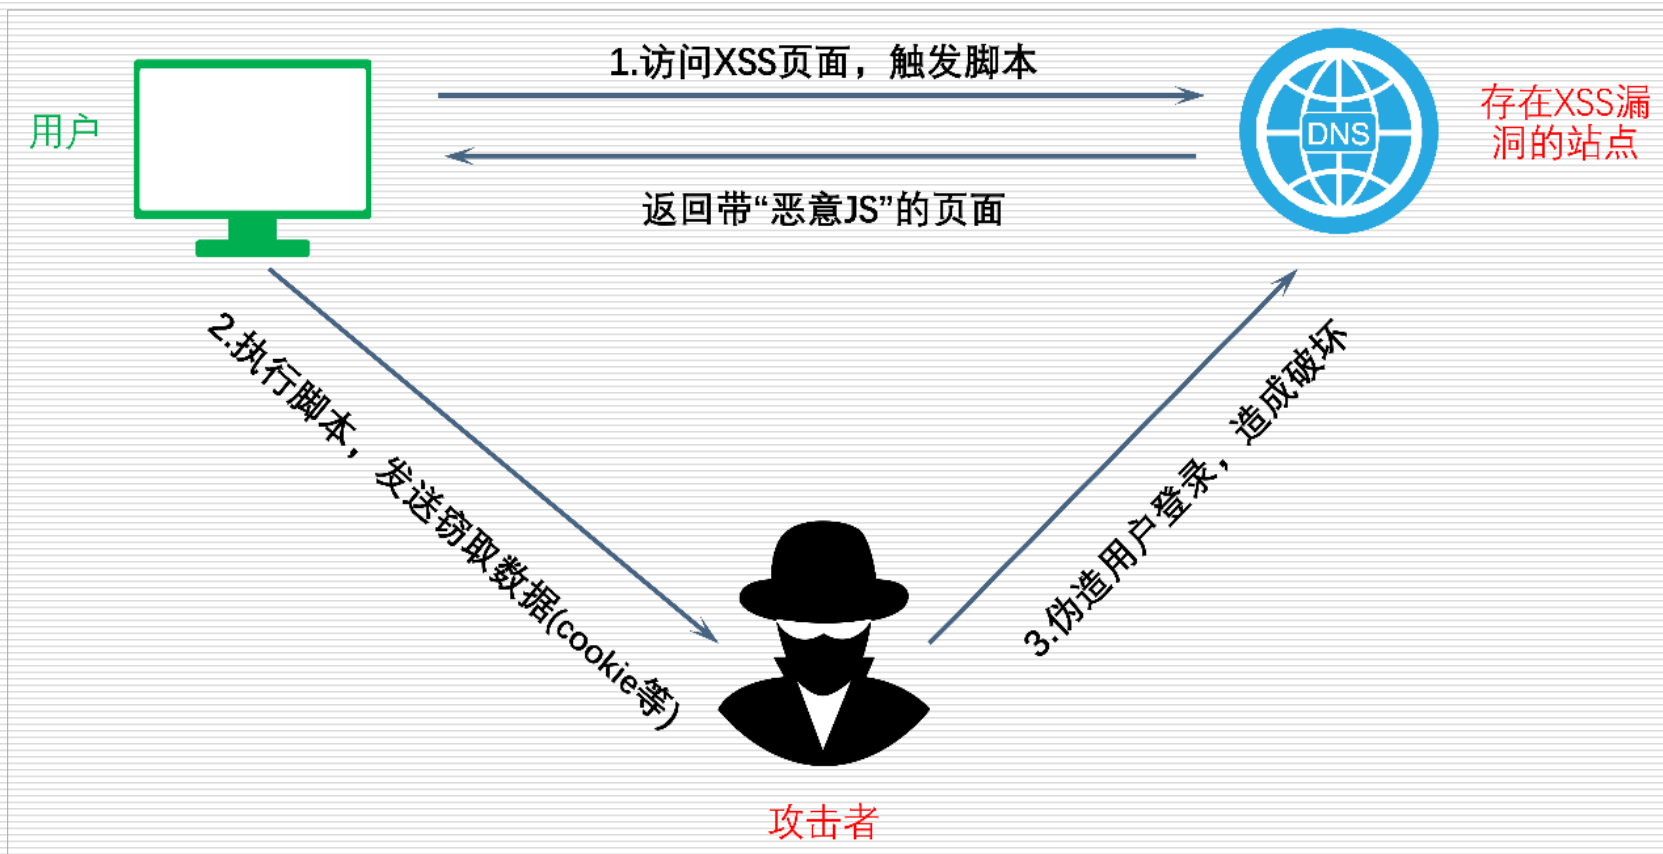 1.访问XSS页面，触发脚本
用户
DNS
存在XSS漏
洞的站点
返回带“恶意JS”的页面
2.执行脚本，发送窃取数据(cookie等)
3.伪造用户登录，造成破坏
攻击者